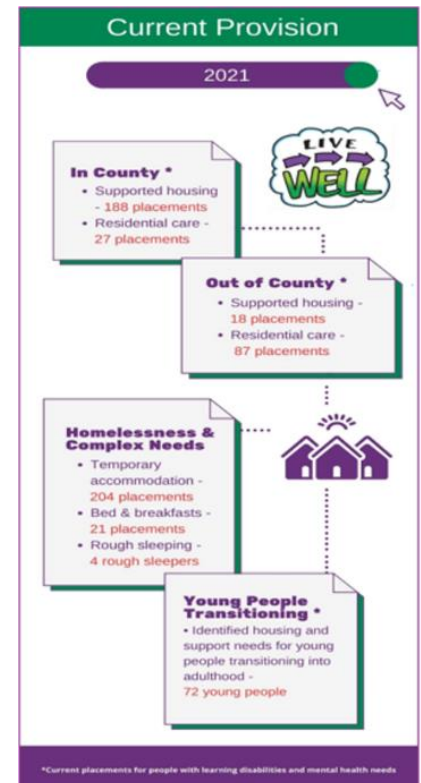 Current Provision
2021
LIVE
WELL
In County *
• Supported housing
- 188 placements
• Residential care -
27 placements
Out of County *
• Supported housing -
18 placements
• Residential care -
87 placements
Homelessness &
Complex Needs
• Temporary
accommodation -
204 placements
• Bed & breakfasts -
21 placements
• Rough sleeping -
4 rough sleepers
Young People
Transitioning *
• Identified housing and
support needs for young
people transitioning into
adulthood -
72 young people
*Current placements for people with learning disabilities and mental health needs